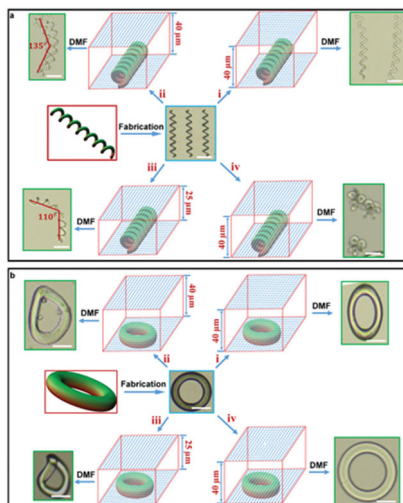 a
135°
DMF
40 μm
40 μm
DMF
ii
i
Fabrication
iii
iv
110°
DMF
25 μm
40 μm
DMF
b
DMF
40 μm
40 μm
DMF
ii
i
Fabrication
iii
iv
DMF
25 μm
40 μm
DMF